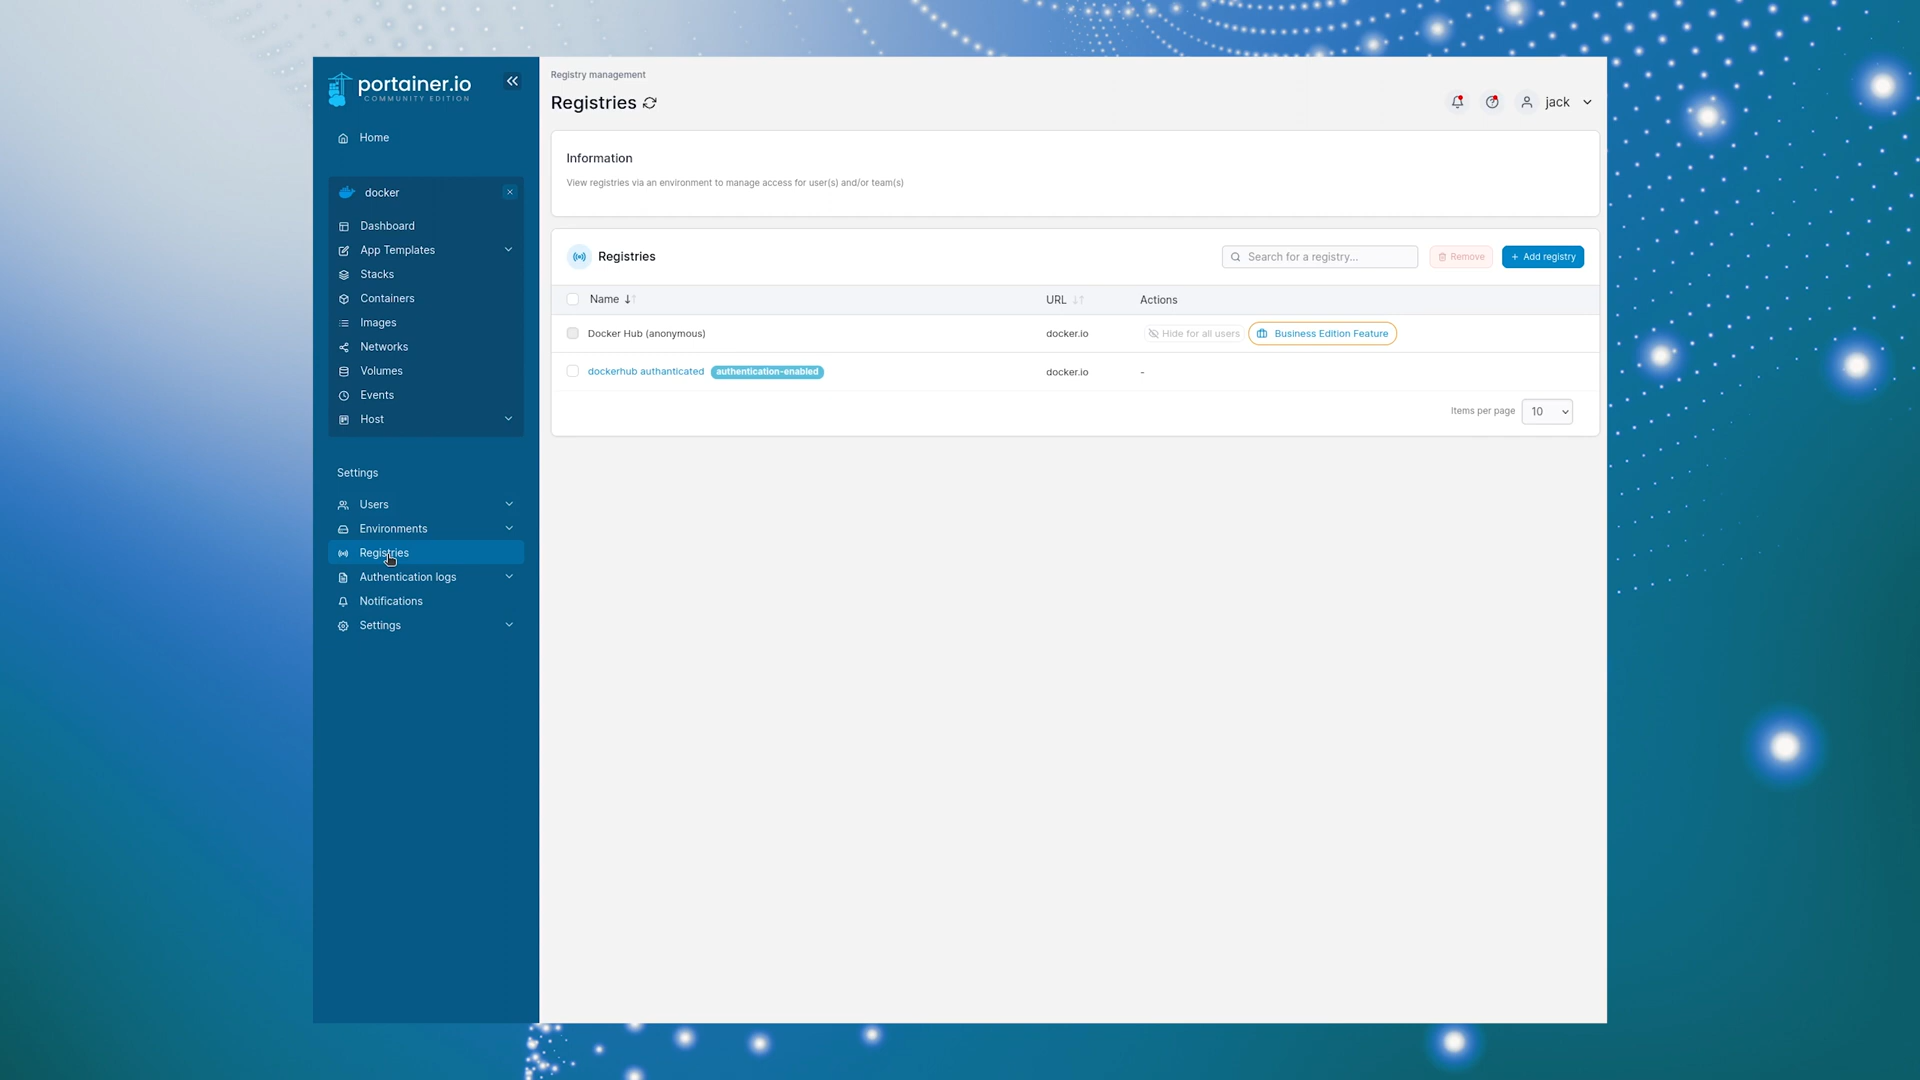 portainer.io
COMMUNITY EDITION
Home
docker
Dashboard
App Templates
Stacks
Containers
Images
Networks
Volumes
Events
Host
Settings
Users
Environments
Registries
Authentication logs
Notifications
Settings
Registry management
Registries
jack
Information
View registries via an environment to manage access for user(s) and/or team(s)
Registries
Search for a registry...
Remove
+ Add registry
Name URL Actions
Docker Hub (anonymous) docker.io Hide for all users Business Edition Feature
dockerhub authanticated authentication-enabled docker.io -
Items per page 10